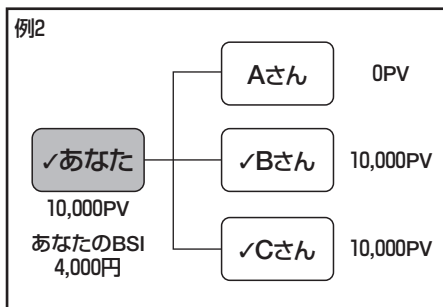 例2
Aさん 0PV
✓あなた
✓Bさん 10,000PV
10,000PV
あなたのBSI
4,000円
✓Cさん 10,000PV